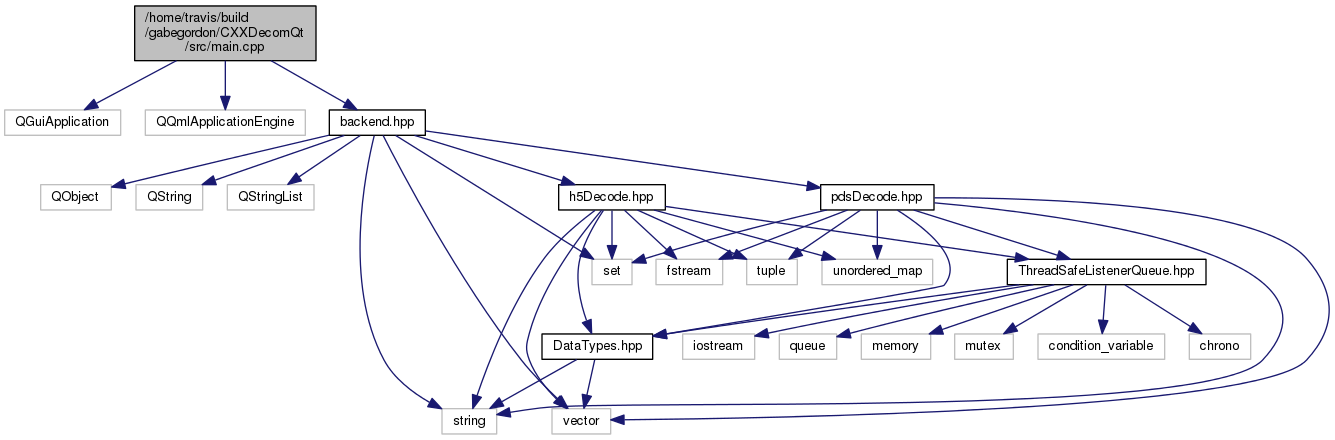 /home/travis/build
/gabegordon/CXXDecomQt
/src/main.cpp
QGuiApplication
QQmlApplicationEngine
backend.hpp
QObject
QString
QStringList
h5Decode.hpp
pdsDecode.hpp
set
fstream
tuple
unordered_map
ThreadSafeListenerQueue.hpp
DataTypes.hpp
iostream
queue
memory
mutex
condition_variable
chrono
string
vector